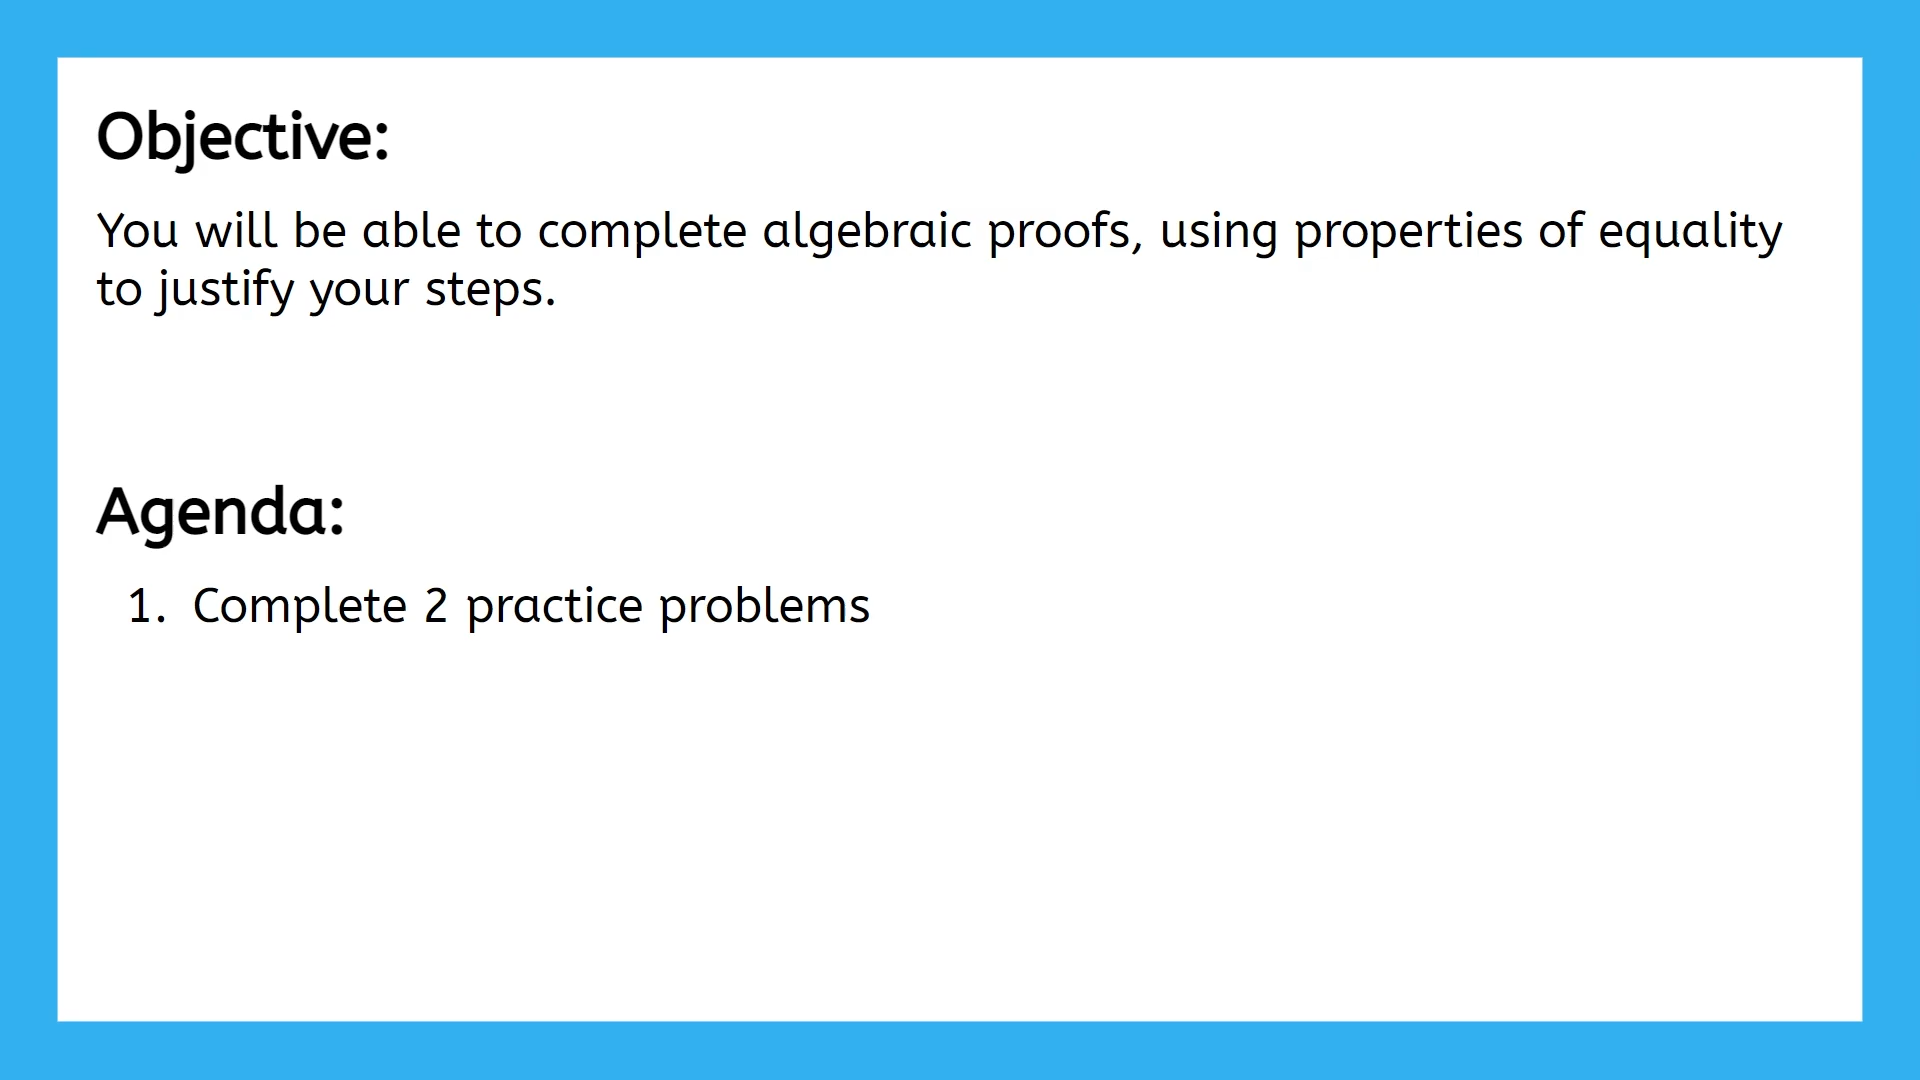 Objective:
You will be able to complete algebraic proofs, using properties of equality
to justify your steps.
Agenda:
1. Complete 2 practice problems